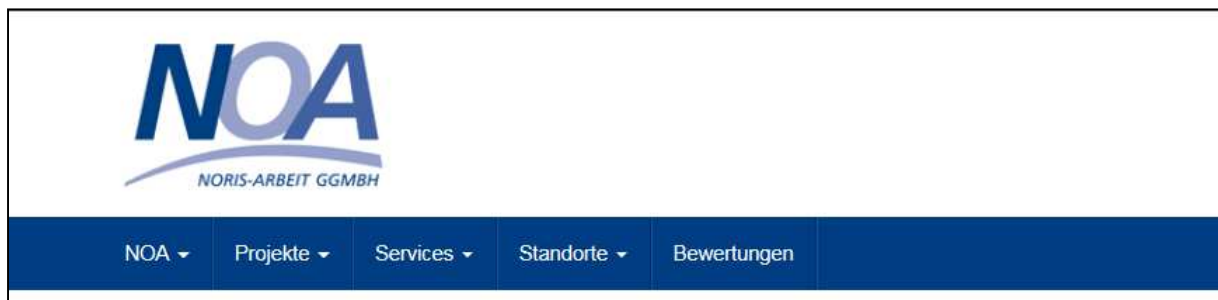 NOA
NORIS-ARBEIT GGMBH
NOA Projekte Services Standorte Bewertungen